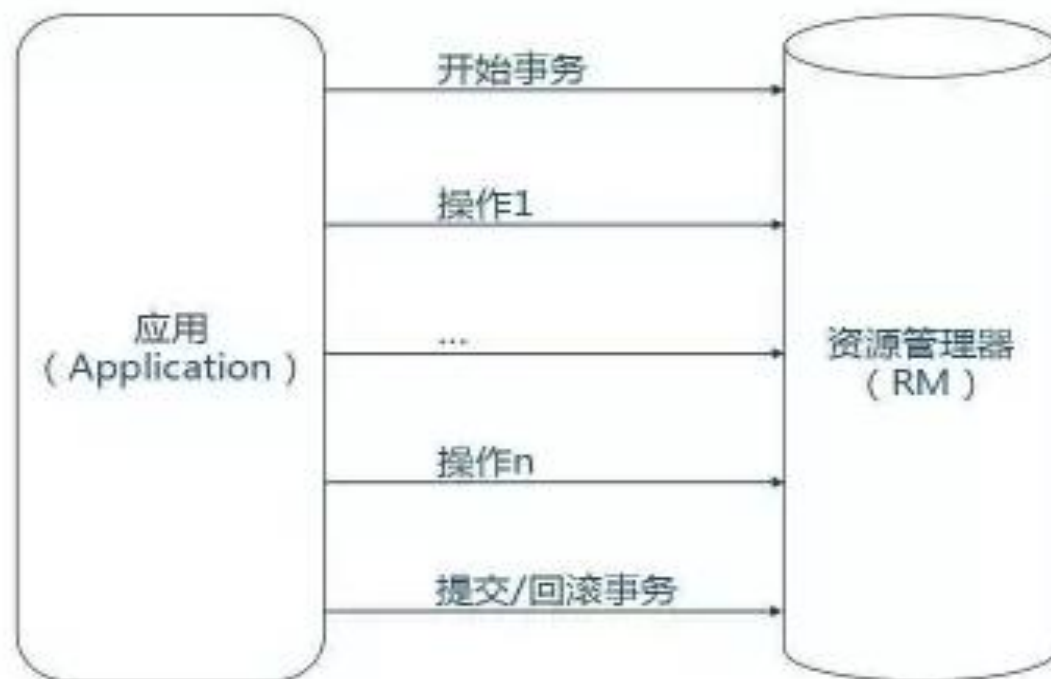 开始事务
操作1
应用
（Application）
...
资源管理器
（RM）
操作n
提交/回滚事务